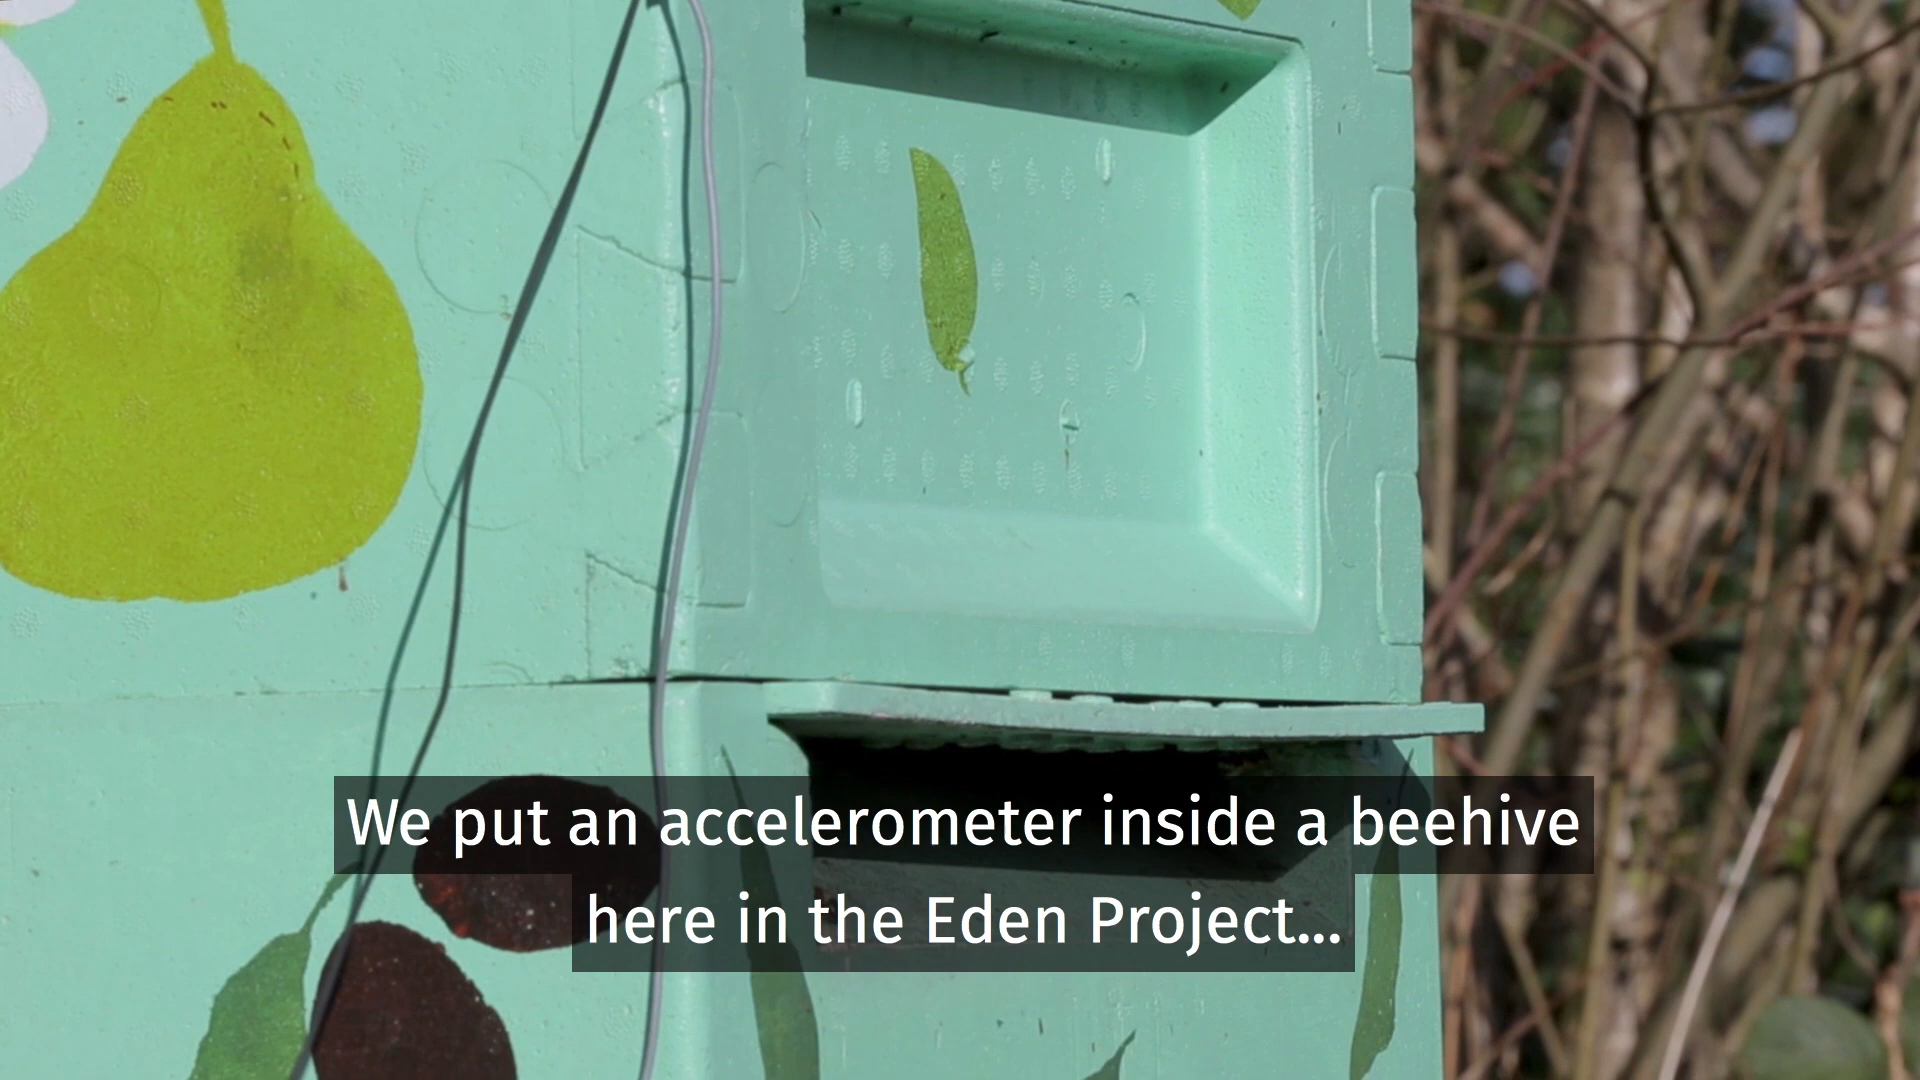 We put an accelerometer inside a beehive
here in the Eden Project...